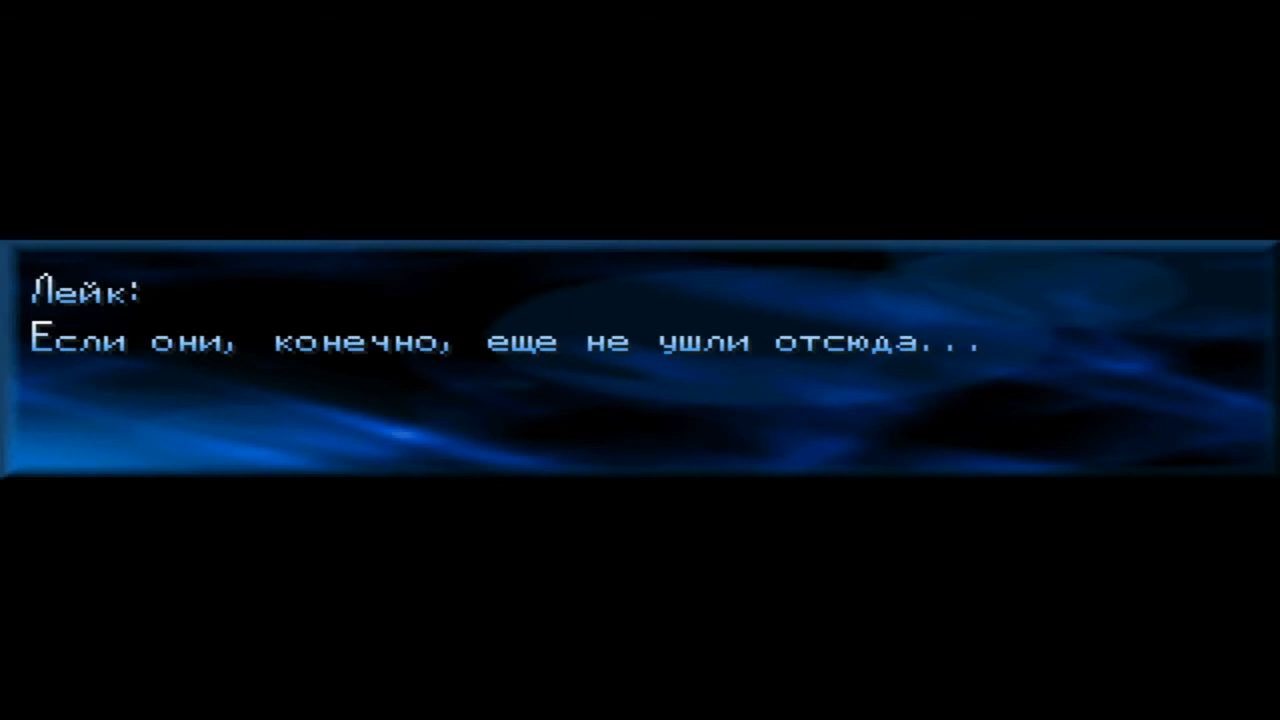 Лейк:
Если они, конечно, еще не ушли отсюда...